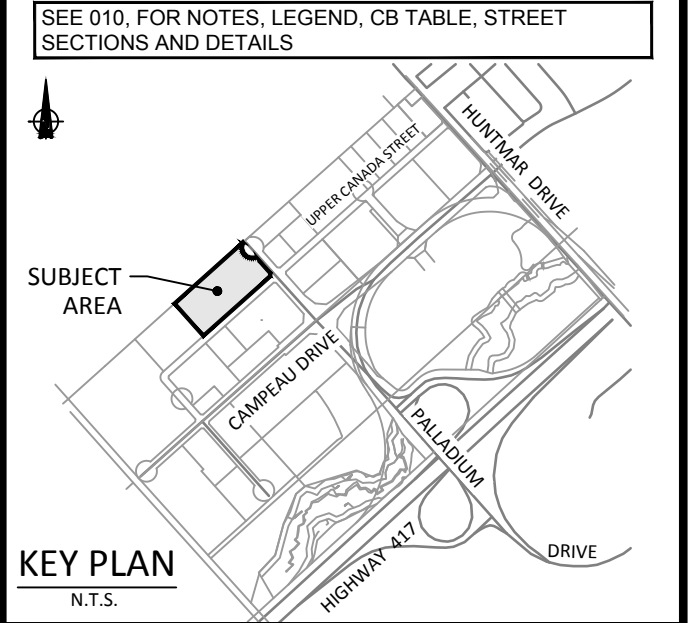 SEE 010, FOR NOTES, LEGEND, CB TABLE, STREET
SECTIONS AND DETAILS
HUNTMAR DRIVE
UPPER CANADA STREET
SUBJECT
AREA
CAMPEAU DRIVE
PALLADIUM
DRIVE
HIGHWAY 417
KEY PLAN
N.T.S.